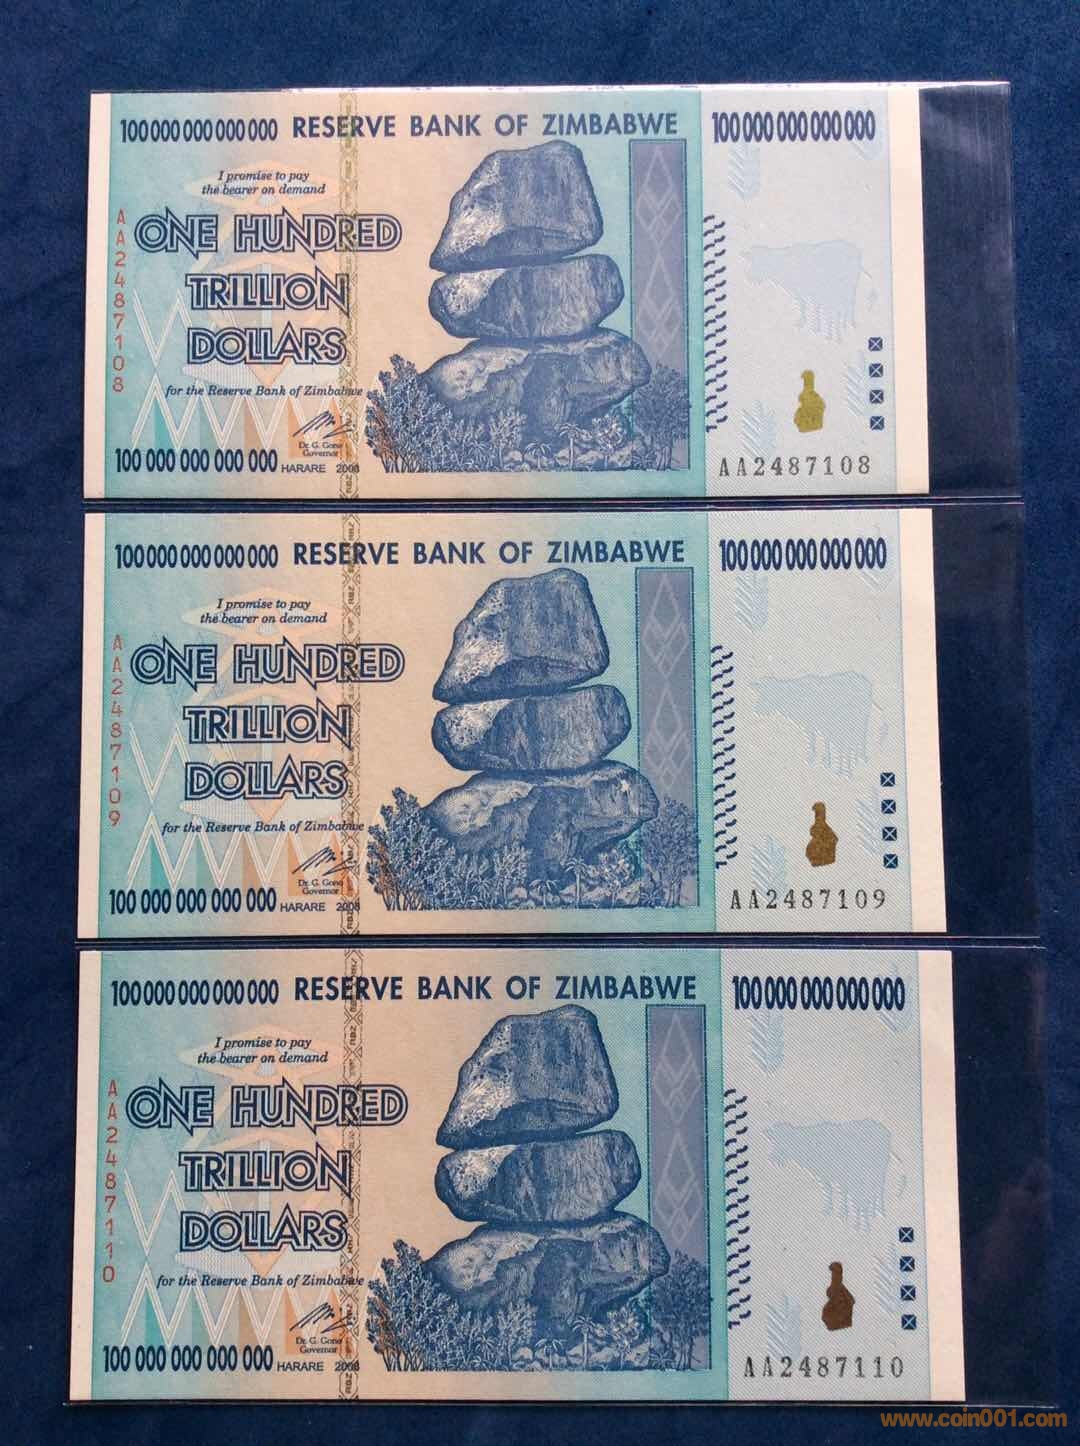 100 000 000 000 000 RESERVE BANK OF ZIMBABWE 100 000 000 000 000
I promise to pay
the bearer on demand
ONE HUNDRED
TRILLION
DOLLARS
for the Reserve Bank of Zimbabwe
Dr. G. Gono
Governor
100 000 000 000 000 HARARE 2008
AA2487108
AA2487108
100 000 000 000 000 RESERVE BANK OF ZIMBABWE 100 000 000 000 000
I promise to pay
the bearer on demand
ONE HUNDRED
TRILLION
DOLLARS
for the Reserve Bank of Zimbabwe
Dr. G. Gono
Governor
100 000 000 000 000 HARARE 2008
AA2487109
AA2487109
100 000 000 000 000 RESERVE BANK OF ZIMBABWE 100 000 000 000 000
I promise to pay
the bearer on demand
ONE HUNDRED
TRILLION
DOLLARS
for the Reserve Bank of Zimbabwe
Dr. G. Gono
Governor
100 000 000 000 000 HARARE 2008
AA2487110
AA2487110
www.coin001.com